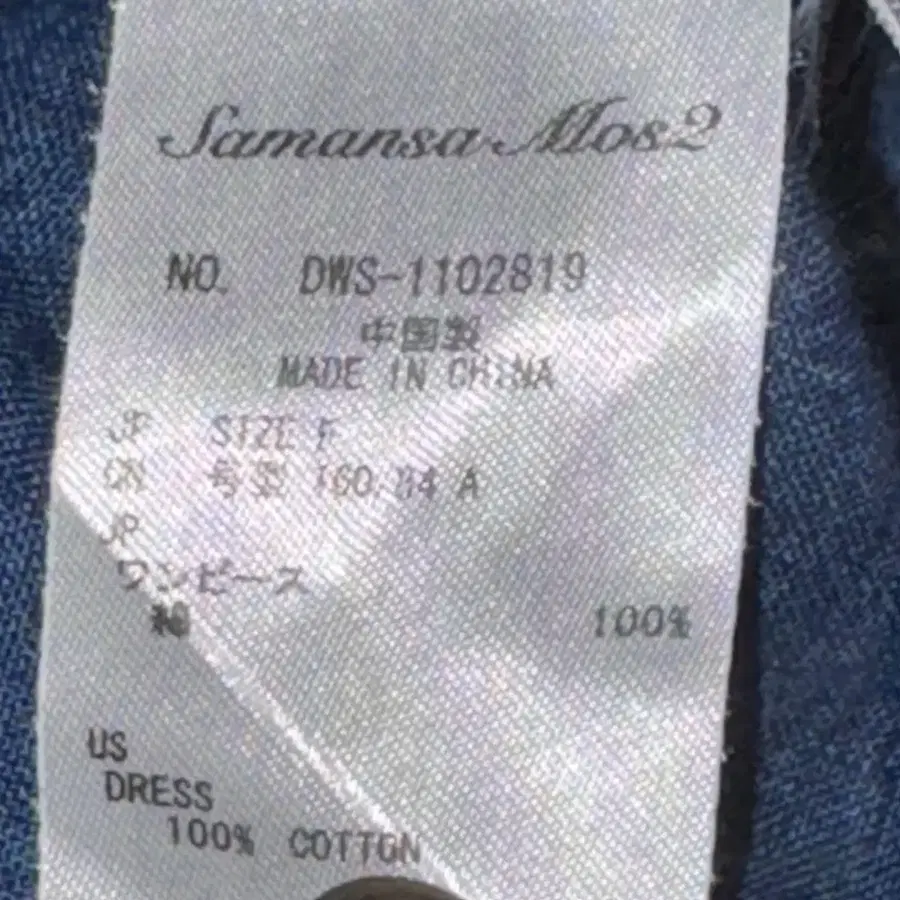 Samansa Mos2
NO. DWS-1102819
中国製
MADE IN CHINA
JP SIZE F
CN 号型 160/84 A
JP
ワンピース
綿 100%
US
DRESS
100% COTTON